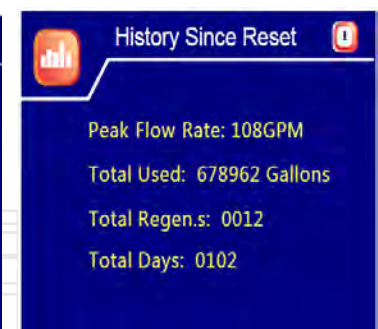 History Since Reset
Peak Flow Rate: 108GPM
Total Used: 678962 Gallons
Total Regen.s: 0012
Total Days: 0102